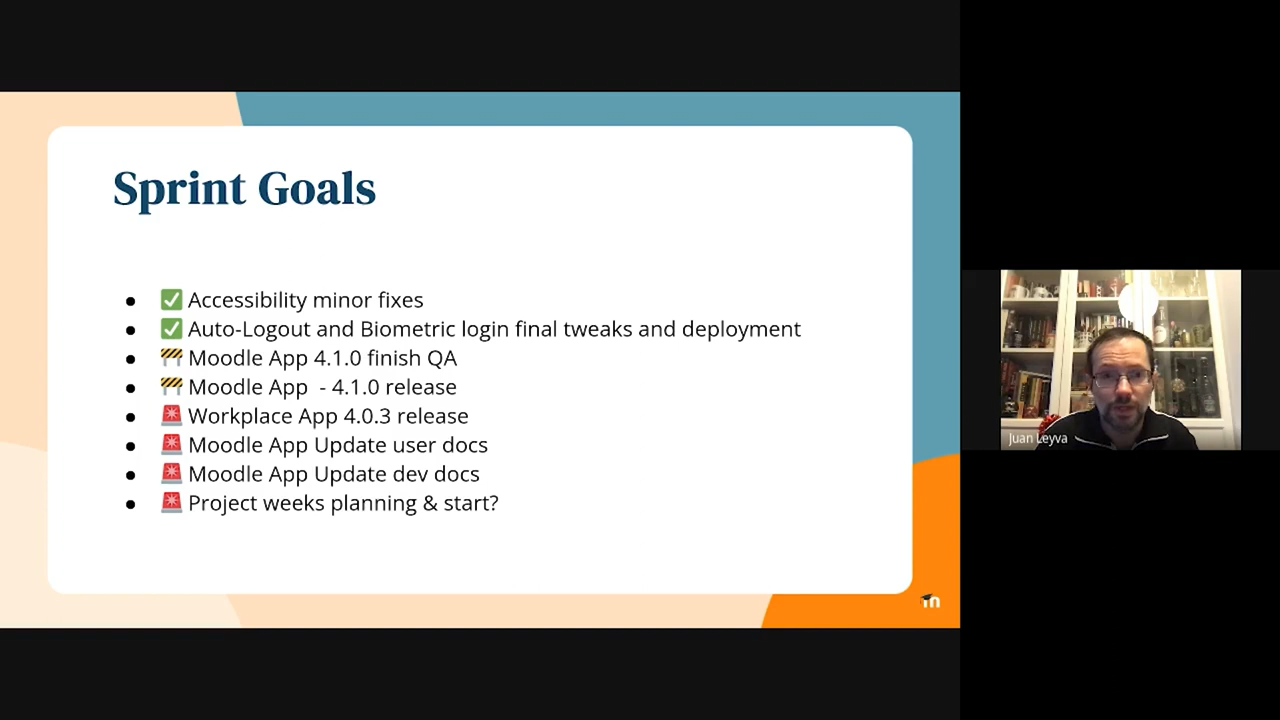 Sprint Goals
● ✅ Accessibility minor fixes
● ✅ Auto-Logout and Biometric login final tweaks and deployment
● 🚧 Moodle App 4.1.0 finish QA
● 🚧 Moodle App  - 4.1.0 release
● 🚨 Workplace App 4.0.3 release
● 🚨 Moodle App Update user docs
● 🚨 Moodle App Update dev docs
● 🚨 Project weeks planning & start?
m
Juan Leyva